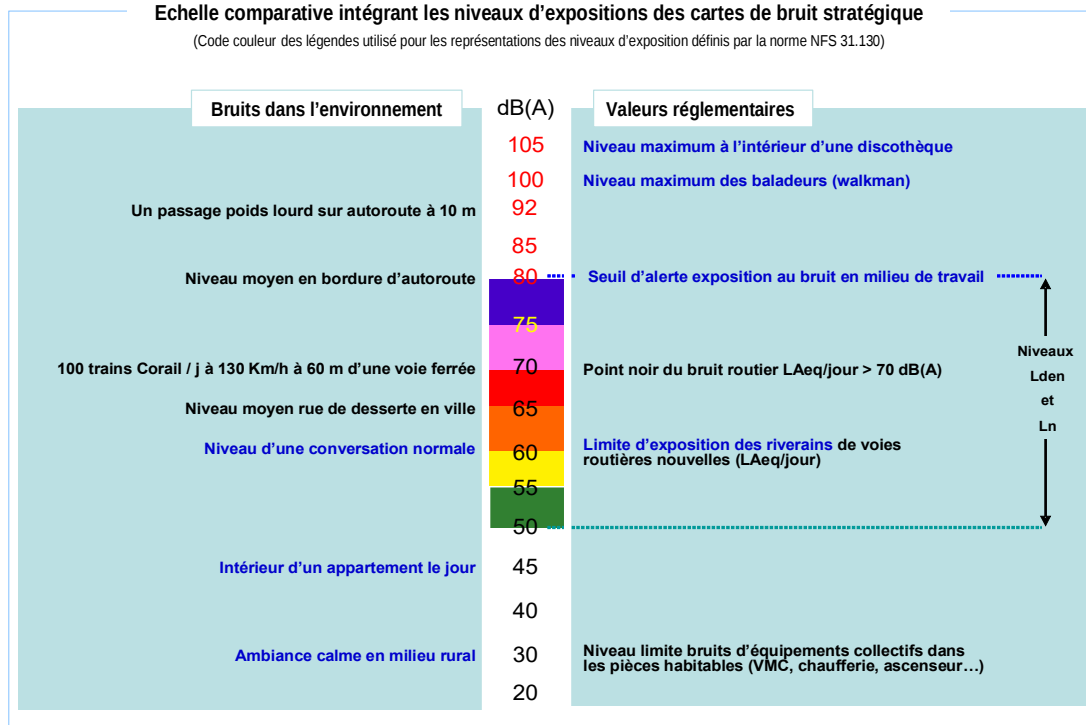 Echelle comparative intégrant les niveaux d’expositions des cartes de bruit stratégique
(Code couleur des légendes utilisé pour les représentations des niveaux d’exposition définis par la norme NFS 31.130)
Bruits dans l’environnement
dB(A)
Valeurs réglementaires
105
Niveau maximum à l’intérieur d’une discothèque
100
Niveau maximum des baladeurs (walkman)
Un passage poids lourd sur autoroute à 10 m
92
85
Niveau moyen en bordure d’autoroute
80
Seuil d’alerte exposition au bruit en milieu de travail
75
100 trains Corail / j à 130 Km/h à 60 m d’une voie ferrée
70
Point noir du bruit routier LAeq/jour > 70 dB(A)
Niveaux
Lden
et
Ln
Niveau moyen rue de desserte en ville
65
Niveau d’une conversation normale
60
Limite d’exposition des riverains de voies
routières nouvelles (LAeq/jour)
55
50
Intérieur d’un appartement le jour
45
40
Ambiance calme en milieu rural
30
Niveau limite bruits d’équipements collectifs dans
les pièces habitables (VMC, chaufferie, ascenseur…)
20